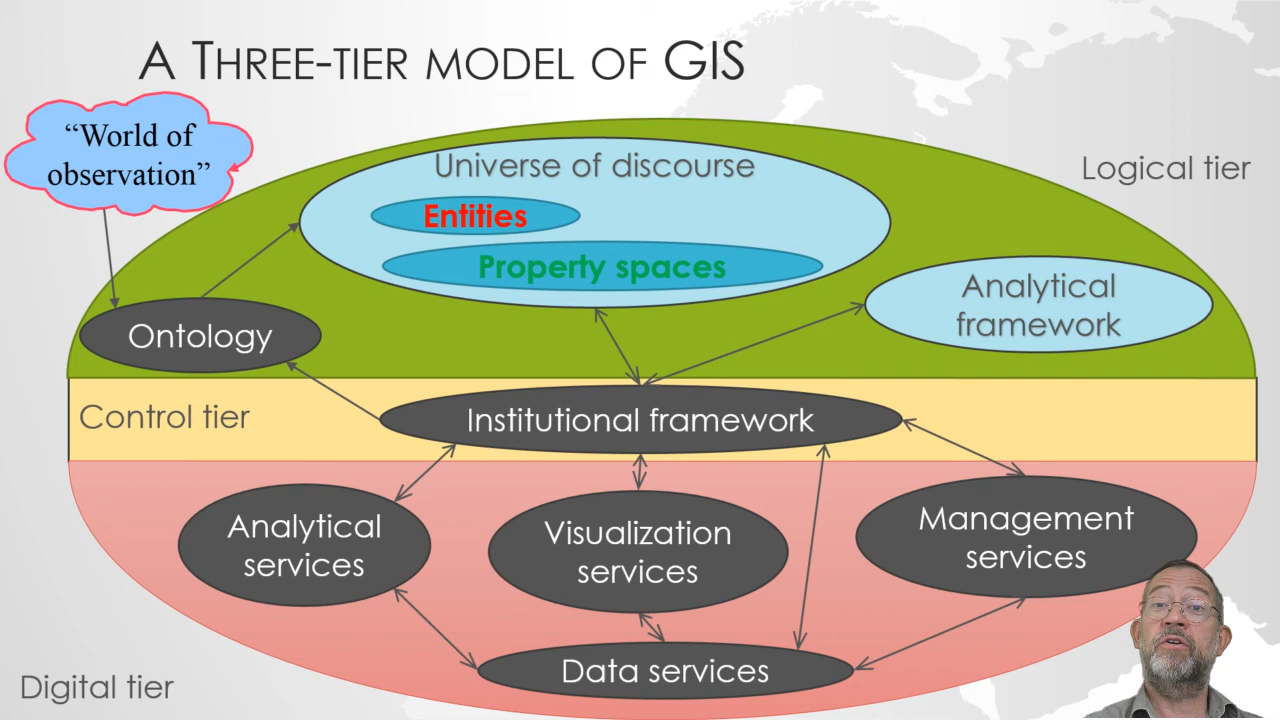 A Three-tier model of GIS
“World of
observation”
Universe of discourse
Logical tier
Entities
Property spaces
Analytical
framework
Ontology
Control tier
Institutional framework
Analytical
services
Visualization
services
Management
services
Data services
Digital tier